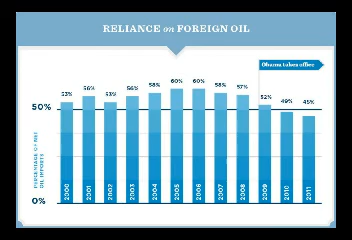 RELIANCE on FOREIGN OIL
Obama takes office
53% 56% 53% 56% 58% 60% 60% 58% 57% 52% 49% 45%
50%
PERCENTAGE OF NET
OIL IMPORTS
0%
2000 2001 2002 2003 2004 2005 2006 2007 2008 2009 2010 2011